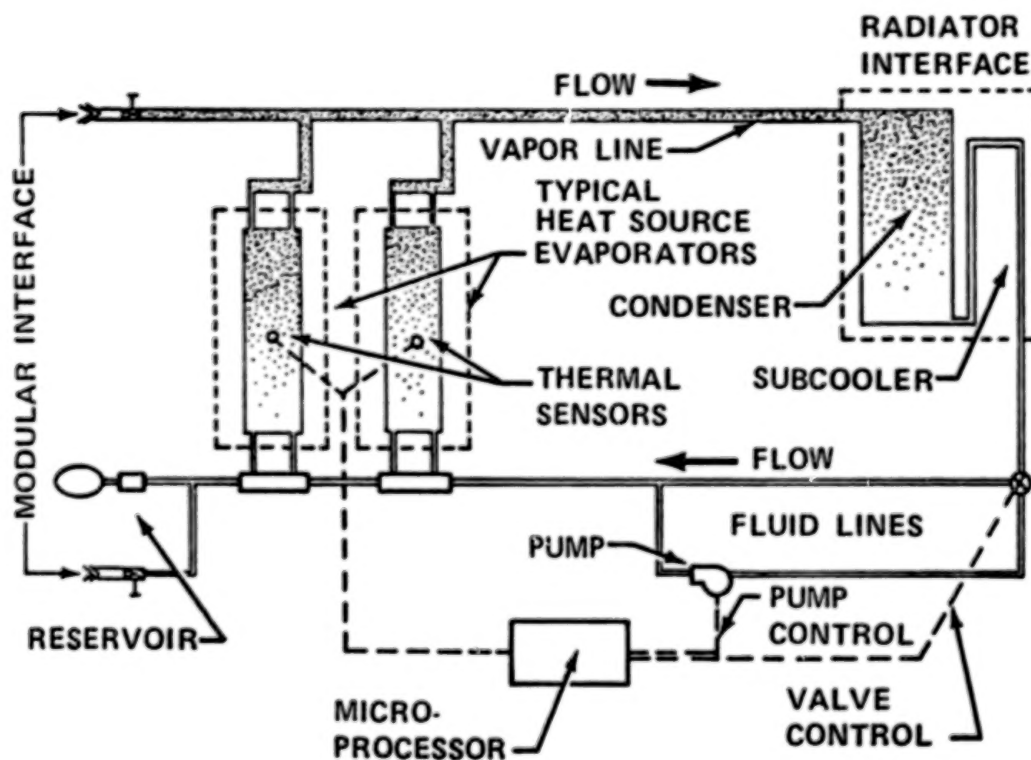 RADIATOR
INTERFACE
FLOW
VAPOR LINE
TYPICAL
HEAT SOURCE
EVAPORATORS
CONDENSER
MODULAR INTERFACE
THERMAL
SENSORS
SUBCOOLER
FLOW
FLUID LINES
PUMP
RESERVOIR
PUMP
CONTROL
MICRO-
PROCESSOR
VALVE
CONTROL